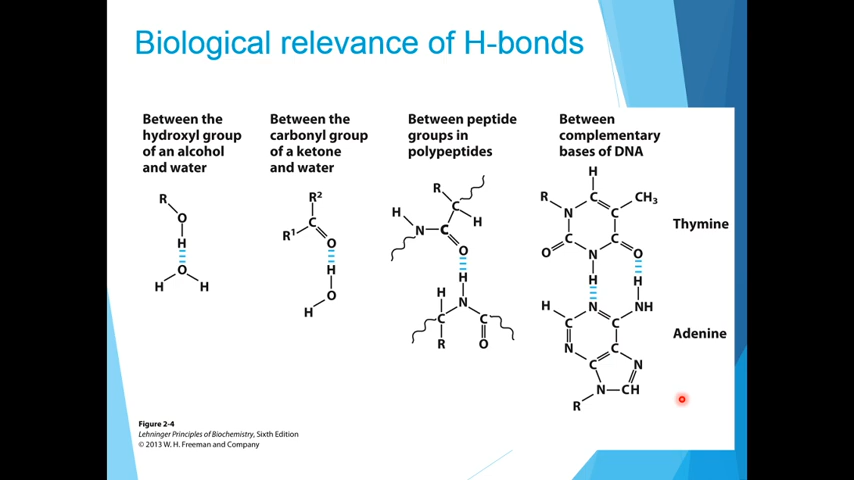 Biological relevance of H-bonds
Between the
hydroxyl group
of an alcohol
and water
Between the
carbonyl group
of a ketone
and water
Between peptide
groups in
polypeptides
Between
complementary
bases of DNA
R
O
H
O
H H
R²
C
R¹ O
H
O
H
R
H C
N C H
O
H
H N
C C
R O
H
R C CH₃
N C
C C
O N O
H H
Thymine
H N NH
C C
N C
C N
N CH
R
Adenine
Figure 2-4
Lehninger Principles of Biochemistry, Sixth Edition
© 2013 W. H. Freeman and Company